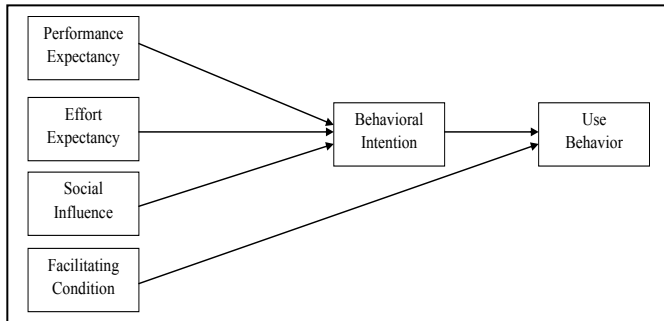 Performance
Expectancy
Effort
Expectancy
Social
Influence
Facilitating
Condition
Behavioral
Intention
Use
Behavior